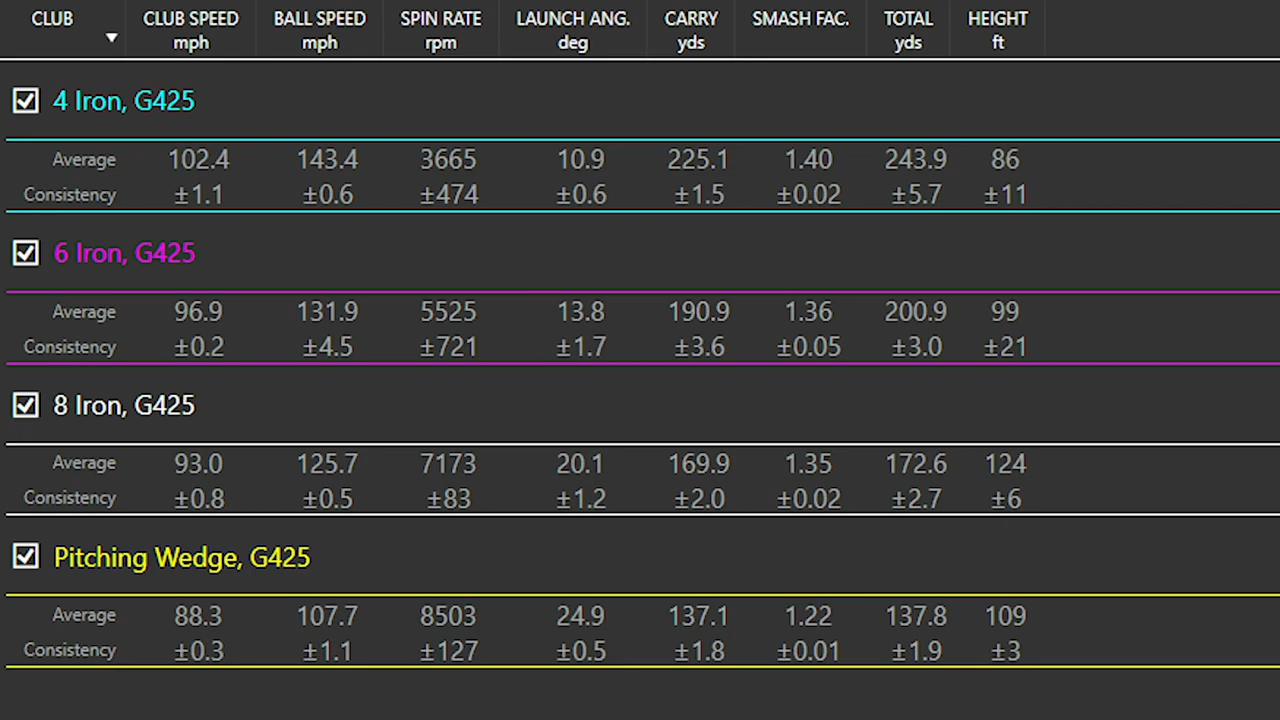 CLUB CLUB SPEED BALL SPEED SPIN RATE LAUNCH ANG. CARRY SMASH FAC. TOTAL HEIGHT
mph mph rpm deg yds yds ft
4 Iron, G425
Average 102.4 143.4 3665 10.9 225.1 1.40 243.9 86
Consistency ±1.1 ±0.6 ±474 ±0.6 ±1.5 ±0.02 ±5.7 ±11
6 Iron, G425
Average 96.9 131.9 5525 13.8 190.9 1.36 200.9 99
Consistency ±0.2 ±4.5 ±721 ±1.7 ±3.6 ±0.05 ±3.0 ±21
8 Iron, G425
Average 93.0 125.7 7173 20.1 169.9 1.35 172.6 124
Consistency ±0.8 ±0.5 ±83 ±1.2 ±2.0 ±0.02 ±2.7 ±6
Pitching Wedge, G425
Average 88.3 107.7 8503 24.9 137.1 1.22 137.8 109
Consistency ±0.3 ±1.1 ±127 ±0.5 ±1.8 ±0.01 ±1.9 ±3